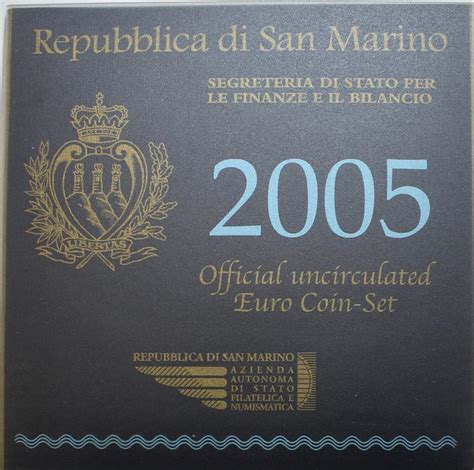 Repubblica di San Marino
SEGRETERIA DI STATO PER
LE FINANZE E IL BILANCIO
2005
LIBERTAS
Official uncirculated
Euro Coin-Set
REPUBBLICA DI SAN MARINO
AZIENDA
AUTONOMA
DI STATO
FILATELICA E
NUMISMATICA